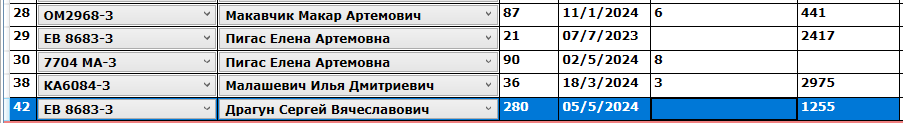 28 ОМ2968-3 Макавчик Макар Артемович 87 11/1/2024 6 441
29 ЕВ 8683-3 Пигас Елена Артемовна 21 07/7/2023 2417
30 7704 МА-3 Пигас Елена Артемовна 90 02/5/2024 8
38 КА6084-3 Малашевич Илья Дмитриевич 36 18/3/2024 3 2975
42 ЕВ 8683-3 Драгун Сергей Вячеславович 280 05/5/2024 1255